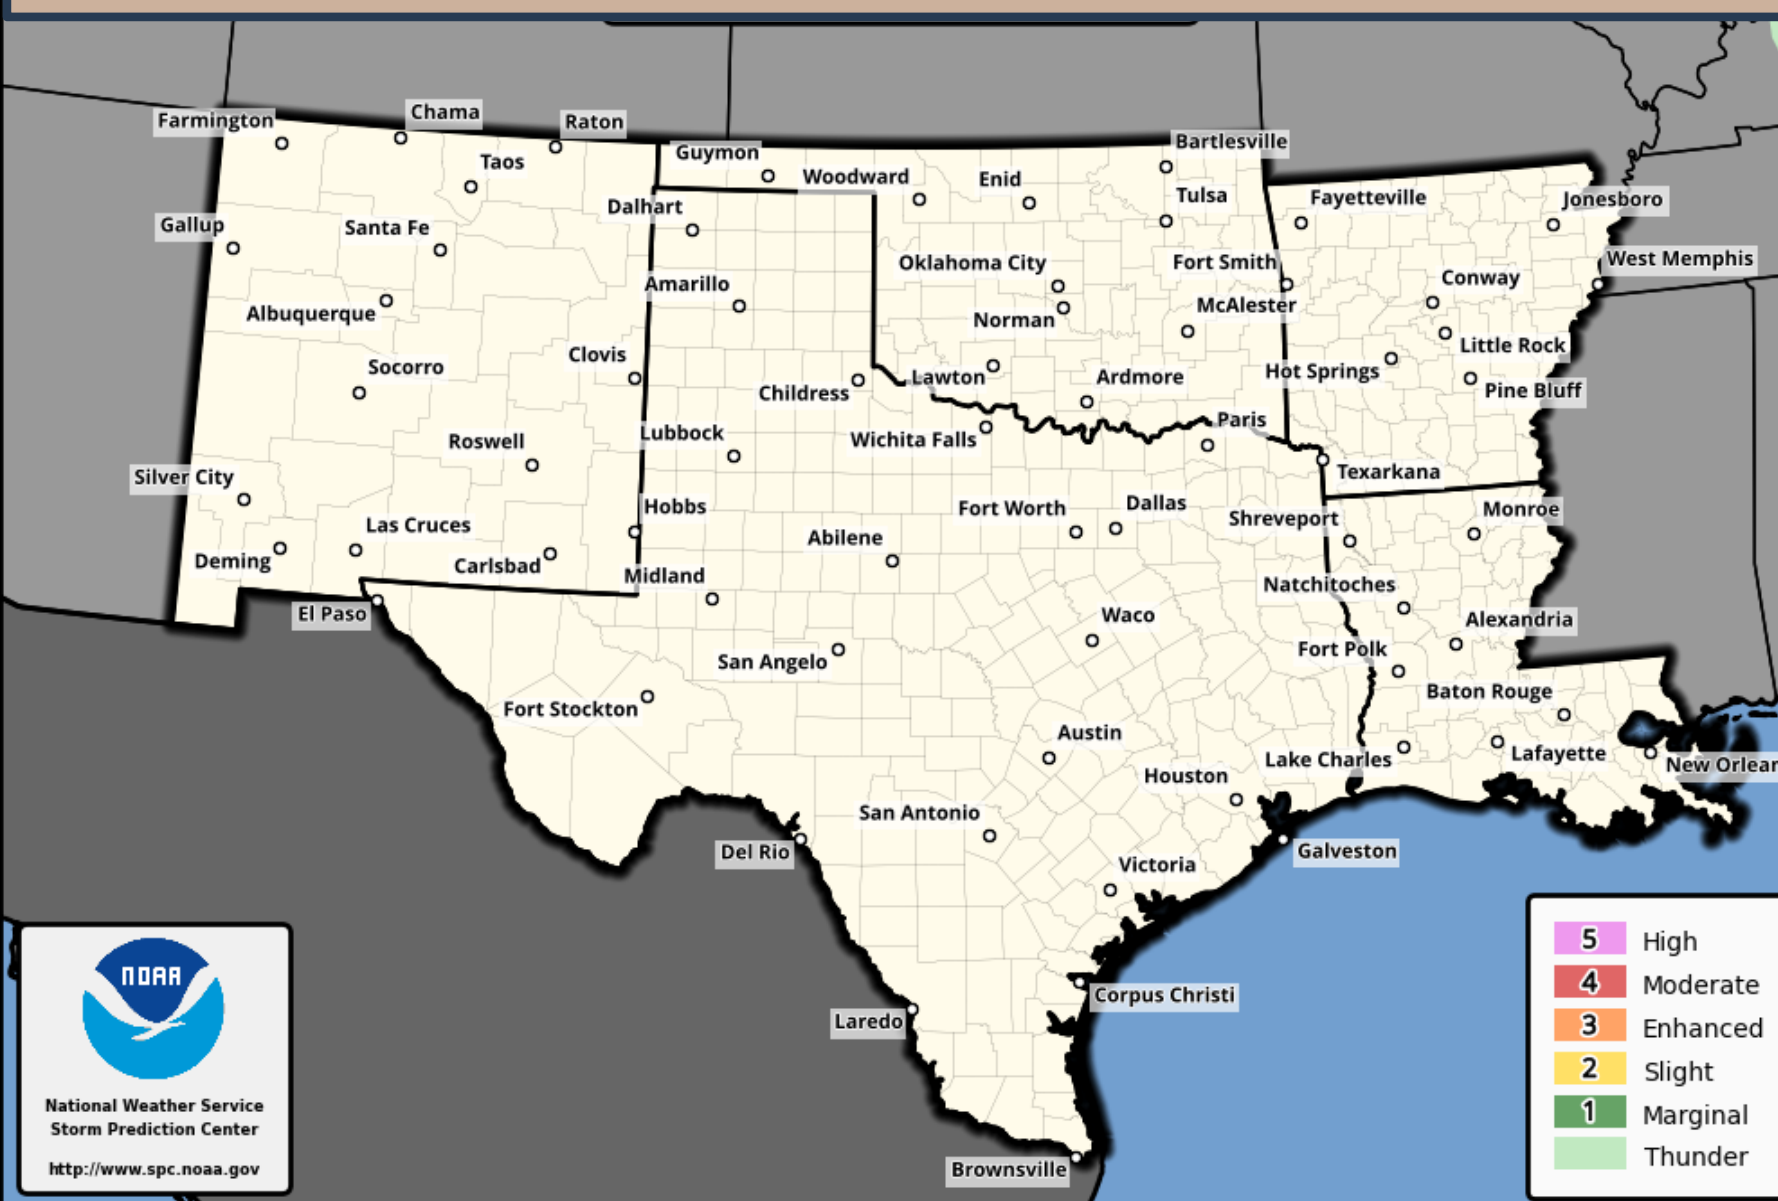 Farmington
Chama
Raton
Taos
Guymon
Woodward
Enid
Bartlesville
Tulsa
Fayetteville
Jonesboro
Gallup
Santa Fe
Dalhart
Oklahoma City
Fort Smith
West Memphis
Conway
Amarillo
Albuquerque
Norman
McAlester
Little Rock
Socorro
Clovis
Childress
Lawton
Ardmore
Hot Springs
Pine Bluff
Roswell
Lubbock
Wichita Falls
Paris
Texarkana
Silver City
Hobbs
Fort Worth
Dallas
Shreveport
Monroe
Las Cruces
Abilene
Deming
Carlsbad
Midland
Natchitoches
El Paso
Waco
Alexandria
San Angelo
Fort Polk
Fort Stockton
Baton Rouge
Austin
Lake Charles
Lafayette
New Orlean
Houston
San Antonio
Del Rio
Galveston
Victoria
Corpus Christi
Laredo
Brownsville
NOAA
National Weather Service
Storm Prediction Center
http://www.spc.noaa.gov
5 High
4 Moderate
3 Enhanced
2 Slight
1 Marginal
Thunder